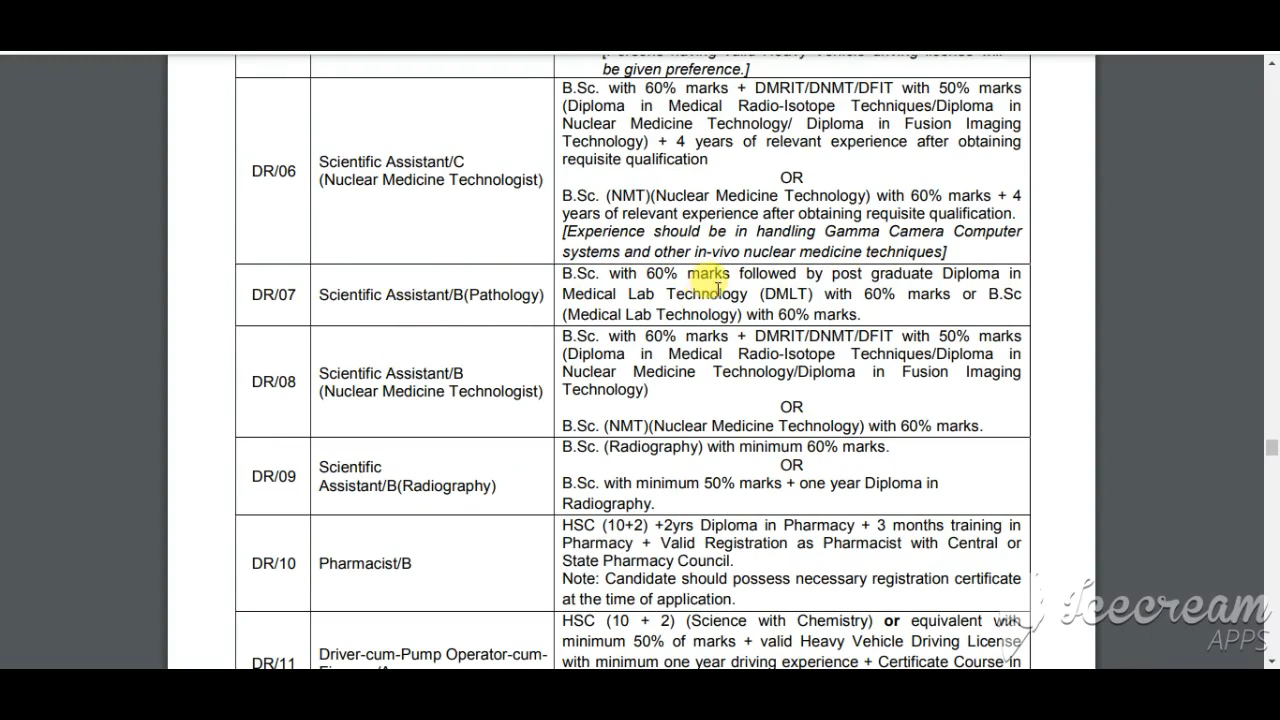 be given preference.]
DR/06
Scientific Assistant/C
(Nuclear Medicine Technologist)
B.Sc. with 60% marks + DMRIT/DNMT/DFIT with 50% marks
(Diploma in Medical Radio-Isotope Techniques/Diploma in
Nuclear Medicine Technology/ Diploma in Fusion Imaging
Technology) + 4 years of relevant experience after obtaining
requisite qualification
OR
B.Sc. (NMT)(Nuclear Medicine Technology) with 60% marks + 4
years of relevant experience after obtaining requisite qualification.
[Experience should be in handling Gamma Camera Computer
systems and other in-vivo nuclear medicine techniques]
DR/07
Scientific Assistant/B(Pathology)
B.Sc. with 60% marks followed by post graduate Diploma in
Medical Lab Technology (DMLT) with 60% marks or B.Sc
(Medical Lab Technology) with 60% marks.
DR/08
Scientific Assistant/B
(Nuclear Medicine Technologist)
B.Sc. with 60% marks + DMRIT/DNMT/DFIT with 50% marks
(Diploma in Medical Radio-Isotope Techniques/Diploma in
Nuclear Medicine Technology/Diploma in Fusion Imaging
Technology)
OR
B.Sc. (NMT)(Nuclear Medicine Technology) with 60% marks.
DR/09
Scientific
Assistant/B(Radiography)
B.Sc. (Radiography) with minimum 60% marks.
OR
B.Sc. with minimum 50% marks + one year Diploma in
Radiography.
DR/10
Pharmacist/B
HSC (10+2) +2yrs Diploma in Pharmacy + 3 months training in
Pharmacy + Valid Registration as Pharmacist with Central or
State Pharmacy Council.
Note: Candidate should possess necessary registration certificate
at the time of application.
DR/11
Driver-cum-Pump Operator-cum-
HSC (10 + 2) (Science with Chemistry) or equivalent with
minimum 50% of marks + valid Heavy Vehicle Driving License
with minimum one year driving experience + Certificate Course in
Icecream
APPS